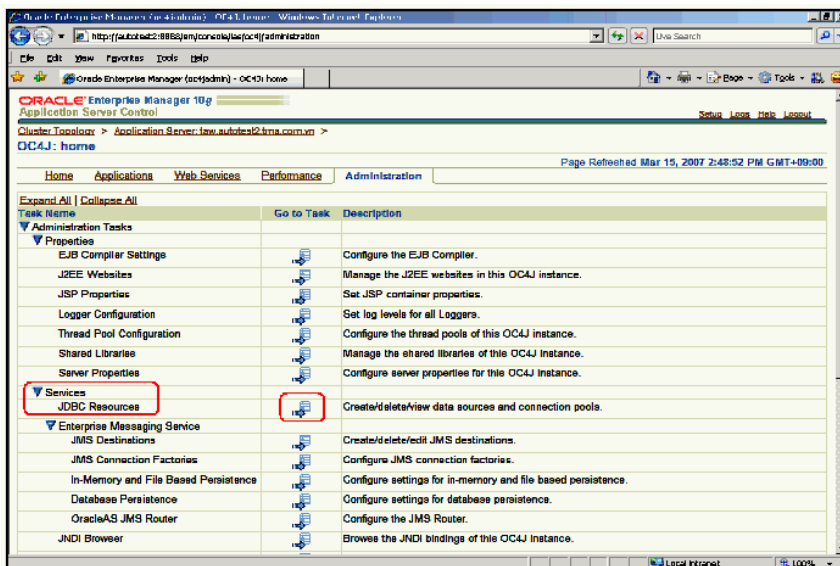 Oracle Enterprise Manager (oc4jadmin) - OC4J: home - Windows Internet Explorer
http://autotest2:8888/em/console/ias/oc4j/administration
Live Search
File Edit View Favorites Tools Help
Oracle Enterprise Manager (oc4jadmin) - OC4J: home
Page Tools
ORACLE Enterprise Manager 10g
Application Server Control
Setup Logs Help Logout
Cluster Topology > Application Server: taw.autotest2.tma.com.vn >
OC4J: home
Page Refreshed Mar 15, 2007 2:48:52 PM GMT+09:00
Home Applications Web Services Performance Administration
Expand All | Collapse All
Task Name Go to Task Description
Administration Tasks
Properties
EJB Compiler Settings Configure the EJB Compiler.
J2EE Websites Manage the J2EE websites in this OC4J instance.
JSP Properties Set JSP container properties.
Logger Configuration Set log levels for all Loggers.
Thread Pool Configuration Configure the thread pools of this OC4J instance.
Shared Libraries Manage the shared libraries of this OC4J instance.
Server Properties Configure server properties for this OC4J instance.
Services
JDBC Resources Create/delete/view data sources and connection pools.
Enterprise Messaging Service
JMS Destinations Create/delete/edit JMS destinations.
JMS Connection Factories Configure JMS connection factories.
In-Memory and File Based Persistence Configure settings for in-memory and file based persistence.
Database Persistence Configure settings for database persistence.
OracleAS JMS Router Configure the JMS Router.
JNDI Browser Browse the JNDI bindings of this OC4J instance.
Local intranet 100%